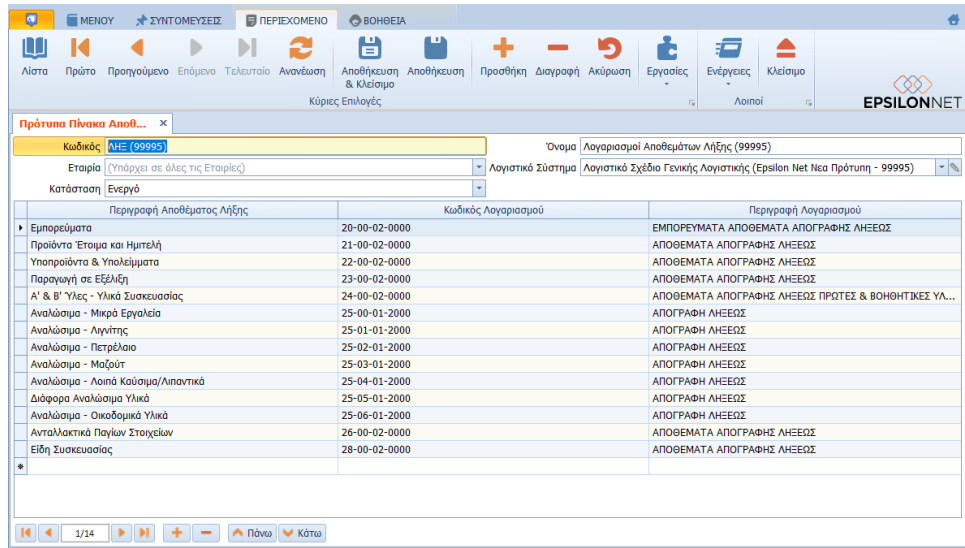 ΜΕΝΟΥ ΣΥΝΤΟΜΕΥΣΕΙΣ ΠΕΡΙΕΧΟΜΕΝΟ ΒΟΗΘΕΙΑ
Λίστα Πρώτο Προηγούμενο Επόμενο Τελευταίο Ανανέωση Αποθήκευση & Κλείσιμο Αποθήκευση Προσθήκη Διαγραφή Ακύρωση Εργασίες Ενέργειες Κλείσιμο
Κύριες Επιλογές Λοιποί
EPSILONNET
Πρότυπα Πίνακα Αποθ... x
Κωδικός ΛΗΞ (99995) Όνομα Λογαριασμοί Αποθεμάτων Λήξης (99995)
Εταιρία (Υπάρχει σε όλες τις Εταιρίες) Λογιστικό Σύστημα Λογιστικό Σχέδιο Γενικής Λογιστικής (Epsilon Net Νεα Πρότυπη - 99995)
Κατάσταση Ενεργό
Περιγραφή Αποθέματος Λήξης Κωδικός Λογαριασμού Περιγραφή Λογαριασμού
Εμπορεύματα 20-00-02-0000 ΕΜΠΟΡΕΥΜΑΤΑ ΑΠΟΘΕΜΑΤΑ ΑΠΟΓΡΑΦΗΣ ΛΗΞΕΩΣ
Προϊόντα Έτοιμα και Ημιτελή 21-00-02-0000 ΑΠΟΘΕΜΑΤΑ ΑΠΟΓΡΑΦΗΣ ΛΗΞΕΩΣ
Υποπροϊόντα & Υπολείμματα 22-00-02-0000 ΑΠΟΘΕΜΑΤΑ ΑΠΟΓΡΑΦΗΣ ΛΗΞΕΩΣ
Παραγωγή σε Εξέλιξη 23-00-02-0000 ΑΠΟΘΕΜΑΤΑ ΑΠΟΓΡΑΦΗΣ ΛΗΞΕΩΣ
Α' & Β' Ύλες - Υλικά Συσκευασίας 24-00-02-0000 ΑΠΟΘΕΜΑΤΑ ΑΠΟΓΡΑΦΗΣ ΛΗΞΕΩΣ ΠΡΩΤΕΣ & ΒΟΗΘΗΤΙΚΕΣ ΥΛ...
Αναλώσιμα - Μικρά Εργαλεία 25-00-01-2000 ΑΠΟΓΡΑΦΗ ΛΗΞΕΩΣ
Αναλώσιμα - Λιγνίτης 25-01-01-2000 ΑΠΟΓΡΑΦΗ ΛΗΞΕΩΣ
Αναλώσιμα - Πετρέλαιο 25-02-01-2000 ΑΠΟΓΡΑΦΗ ΛΗΞΕΩΣ
Αναλώσιμα - Μαζούτ 25-03-01-2000 ΑΠΟΓΡΑΦΗ ΛΗΞΕΩΣ
Αναλώσιμα - Λοιπά Καύσιμα/Λιπαντικά 25-04-01-2000 ΑΠΟΓΡΑΦΗ ΛΗΞΕΩΣ
Διάφορα Αναλώσιμα Υλικά 25-05-01-2000 ΑΠΟΓΡΑΦΗ ΛΗΞΕΩΣ
Αναλώσιμα - Οικοδομικά Υλικά 25-06-01-2000 ΑΠΟΓΡΑΦΗ ΛΗΞΕΩΣ
Ανταλλακτικά Παγίων Στοιχείων 26-00-02-0000 ΑΠΟΘΕΜΑΤΑ ΑΠΟΓΡΑΦΗΣ ΛΗΞΕΩΣ
Είδη Συσκευασίας 28-00-02-0000 ΑΠΟΘΕΜΑΤΑ ΑΠΟΓΡΑΦΗΣ ΛΗΞΕΩΣ
1/14 Πάνω Κάτω